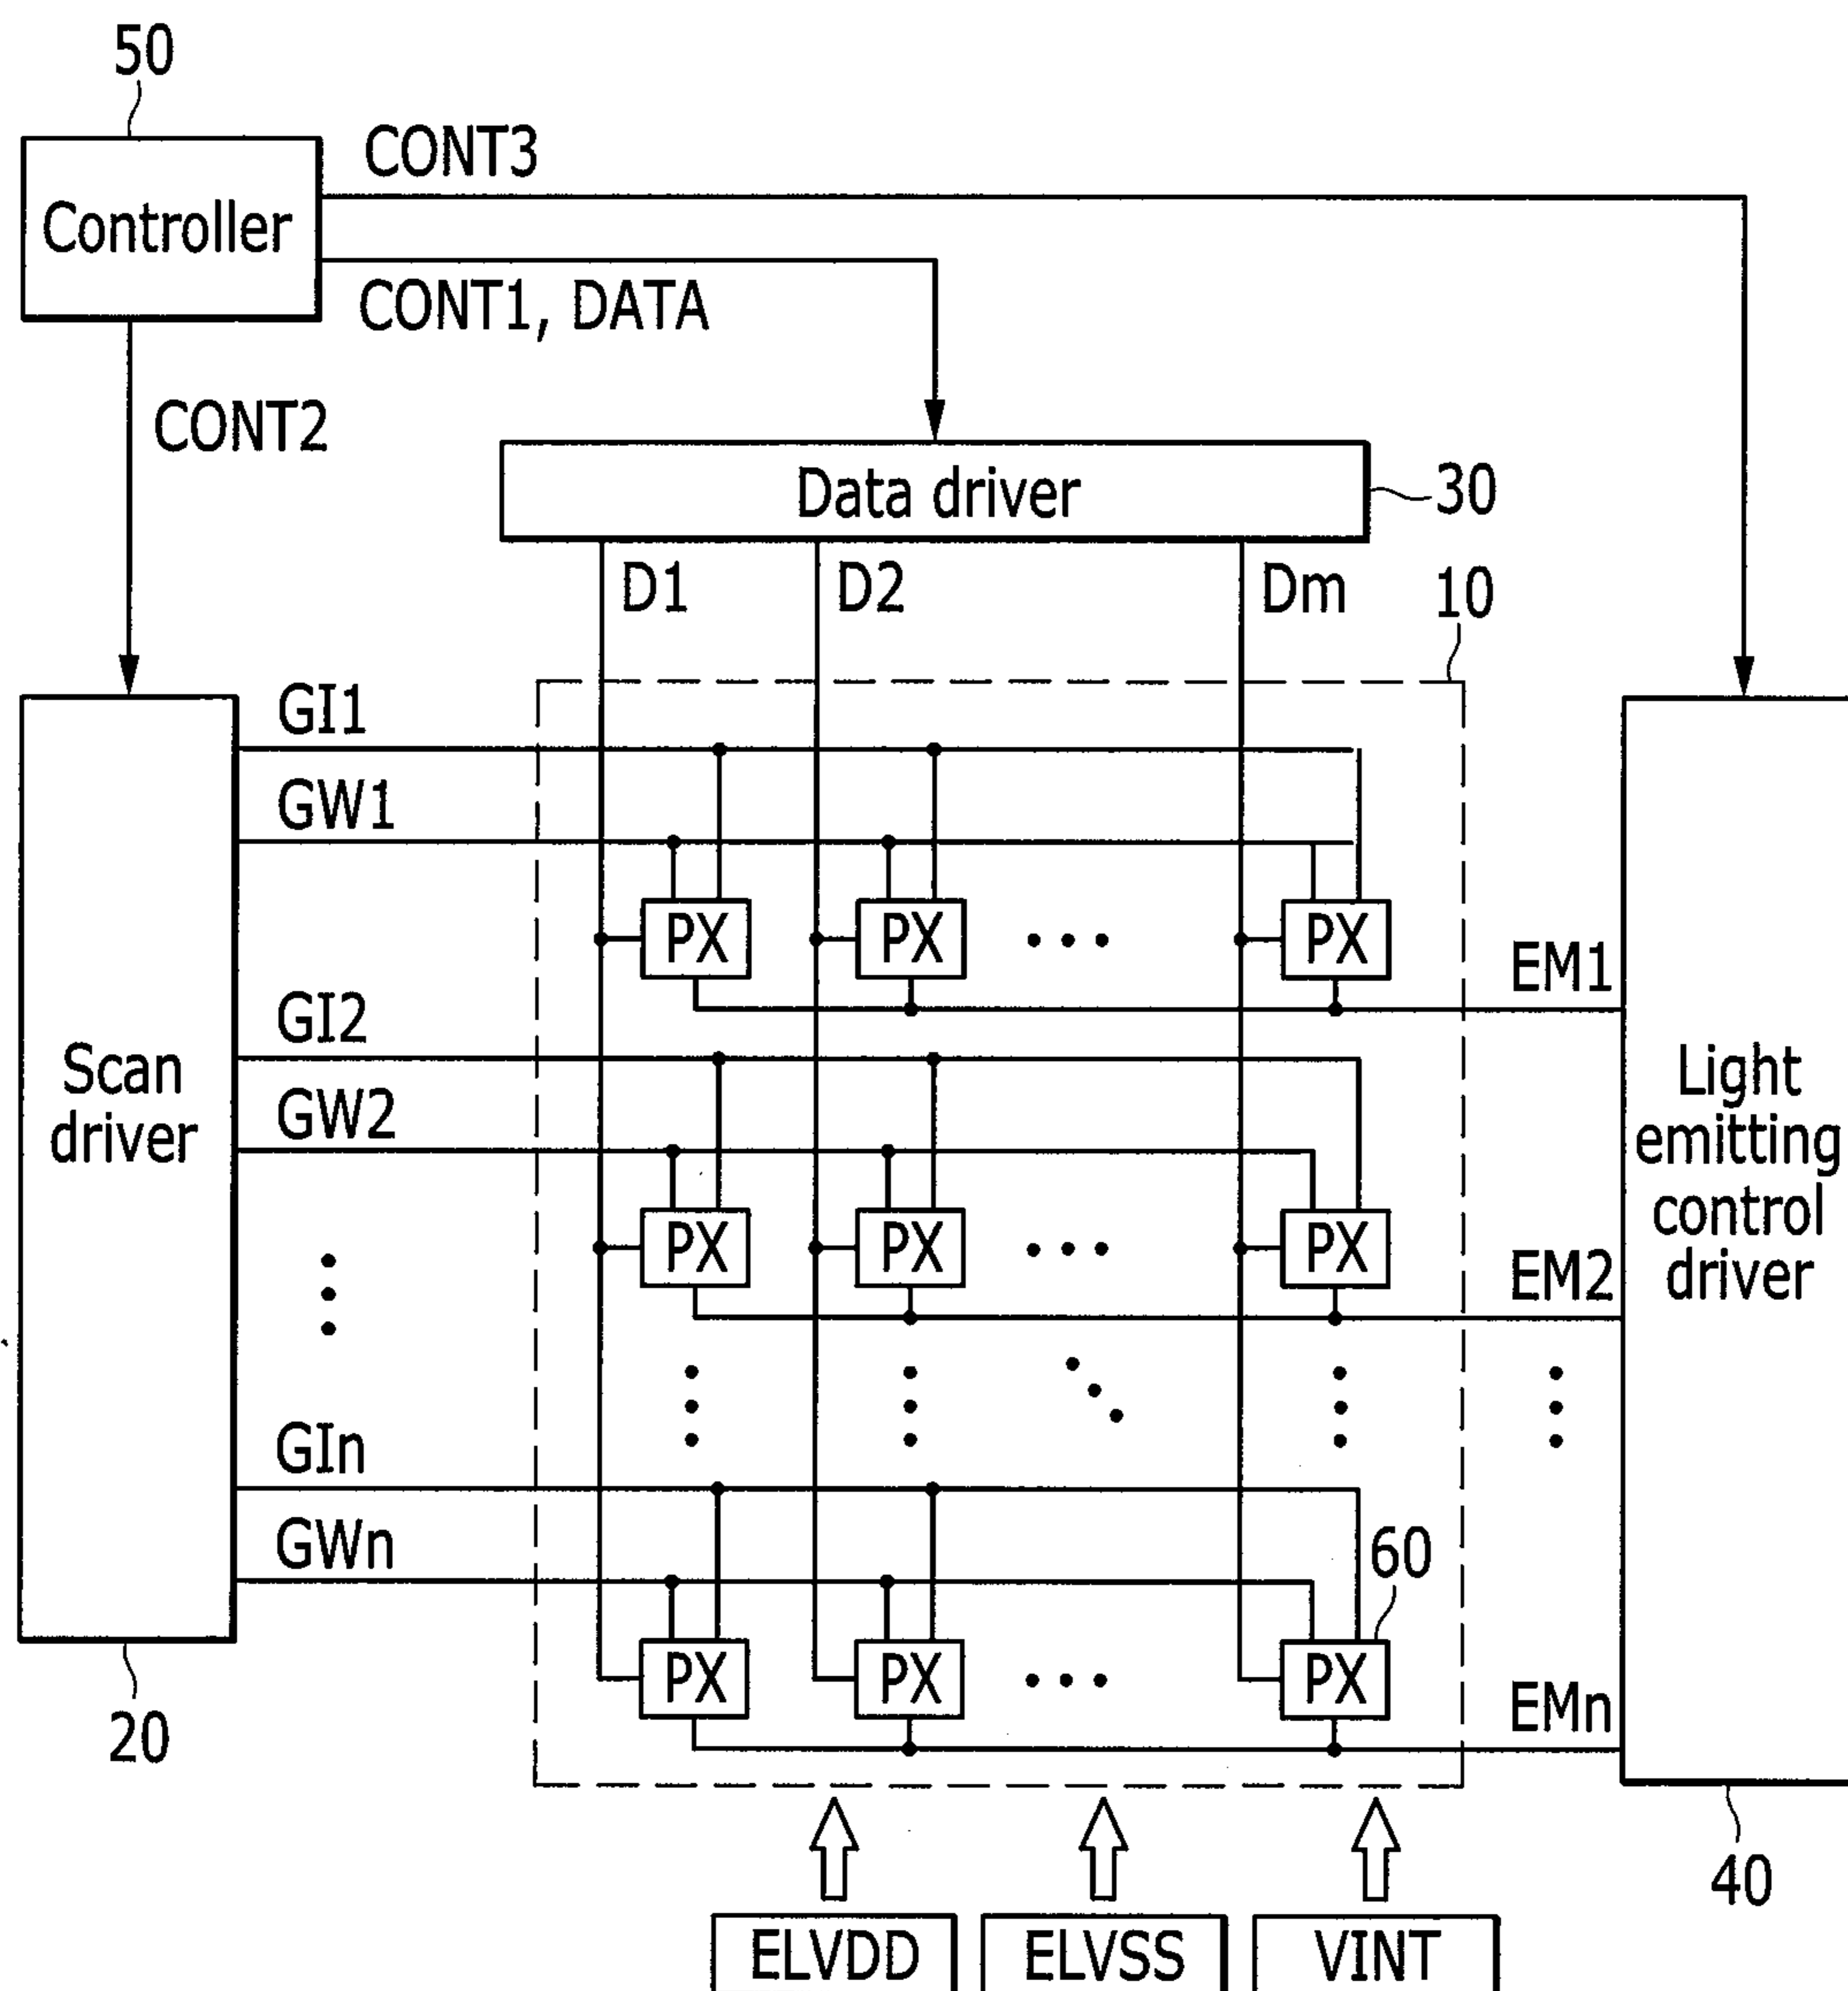 50
CONT3
Controller
CONT1, DATA
CONT2
Data driver
30
D1
D2
Dm
10
GI1
GW1
PX
PX
PX
EM1
GI2
Scan
driver
GW2
Light
emitting
control
driver
PX
PX
PX
EM2
GIn
GWn
60
PX
PX
PX
EMn
20
40
ELVDD
ELVSS
VINT